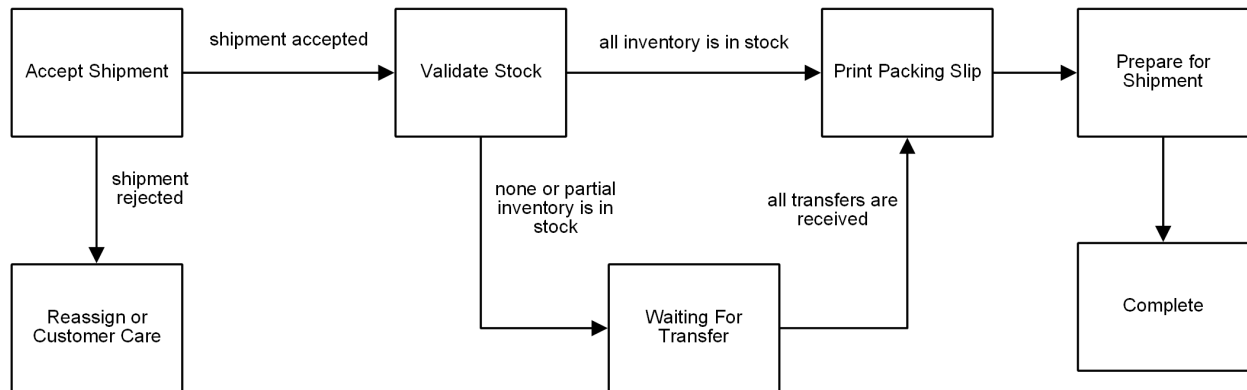 shipment accepted
all inventory is in stock
Accept Shipment
Validate Stock
Print Packing Slip
Prepare for
Shipment
shipment
rejected
none or partial
inventory is in
stock
all transfers are
received
Reassign or
Customer Care
Waiting For
Transfer
Complete